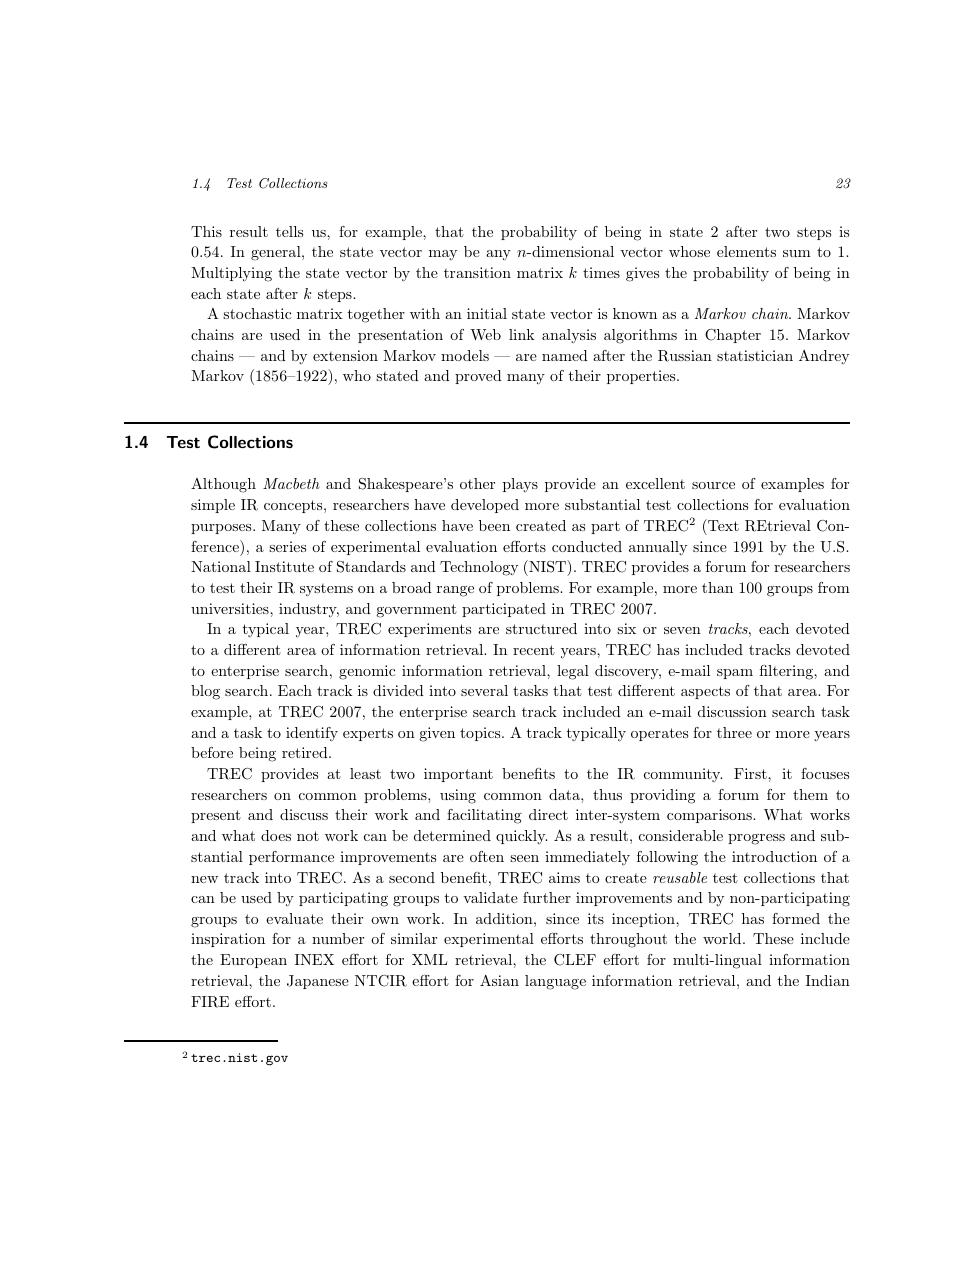 1.4 Test Collections 23
This result tells us, for example, that the probability of being in state 2 after two steps is
0.54. In general, the state vector may be any n-dimensional vector whose elements sum to 1.
Multiplying the state vector by the transition matrix k times gives the probability of being in
each state after k steps.
A stochastic matrix together with an initial state vector is known as a Markov chain. Markov
chains are used in the presentation of Web link analysis algorithms in Chapter 15. Markov
chains — and by extension Markov models — are named after the Russian statistician Andrey
Markov (1856–1922), who stated and proved many of their properties.
1.4 Test Collections
Although Macbeth and Shakespeare's other plays provide an excellent source of examples for
simple IR concepts, researchers have developed more substantial test collections for evaluation
purposes. Many of these collections have been created as part of TREC² (Text REtrieval Con-
ference), a series of experimental evaluation efforts conducted annually since 1991 by the U.S.
National Institute of Standards and Technology (NIST). TREC provides a forum for researchers
to test their IR systems on a broad range of problems. For example, more than 100 groups from
universities, industry, and government participated in TREC 2007.
In a typical year, TREC experiments are structured into six or seven tracks, each devoted
to a different area of information retrieval. In recent years, TREC has included tracks devoted
to enterprise search, genomic information retrieval, legal discovery, e-mail spam filtering, and
blog search. Each track is divided into several tasks that test different aspects of that area. For
example, at TREC 2007, the enterprise search track included an e-mail discussion search task
and a task to identify experts on given topics. A track typically operates for three or more years
before being retired.
TREC provides at least two important benefits to the IR community. First, it focuses
researchers on common problems, using common data, thus providing a forum for them to
present and discuss their work and facilitating direct inter-system comparisons. What works
and what does not work can be determined quickly. As a result, considerable progress and sub-
stantial performance improvements are often seen immediately following the introduction of a
new track into TREC. As a second benefit, TREC aims to create reusable test collections that
can be used by participating groups to validate further improvements and by non-participating
groups to evaluate their own work. In addition, since its inception, TREC has formed the
inspiration for a number of similar experimental efforts throughout the world. These include
the European INEX effort for XML retrieval, the CLEF effort for multi-lingual information
retrieval, the Japanese NTCIR effort for Asian language information retrieval, and the Indian
FIRE effort.
² trec.nist.gov